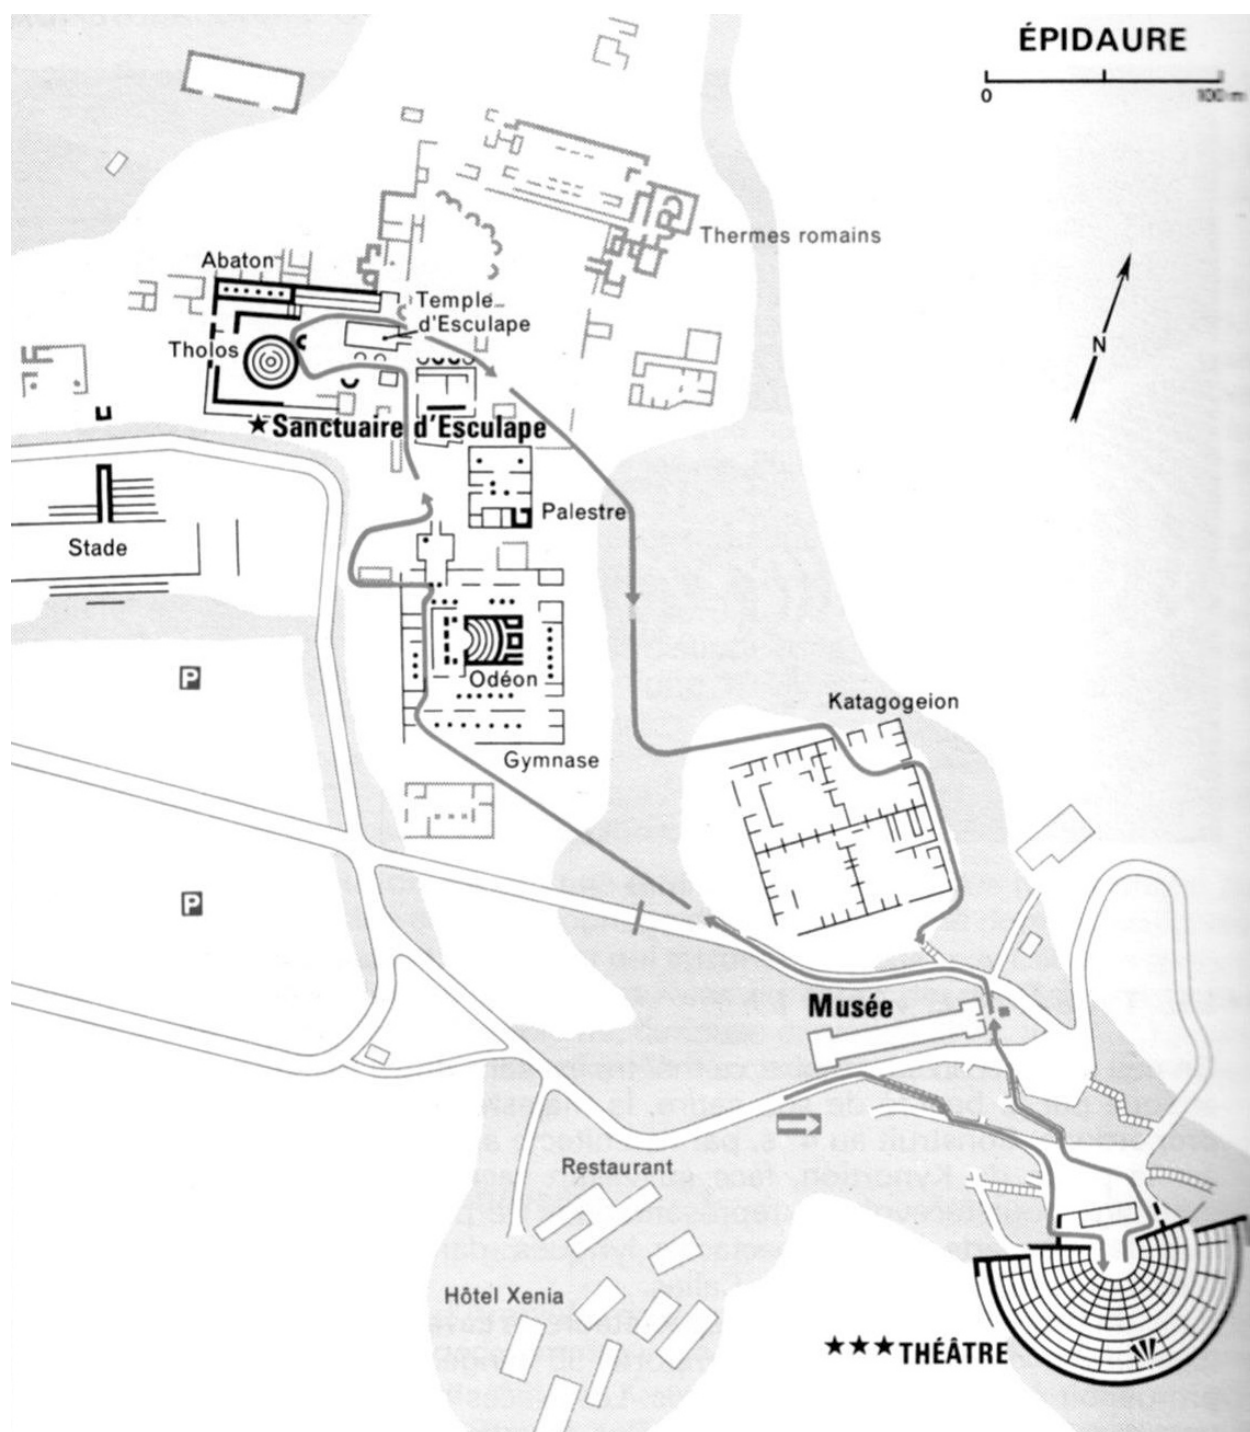 ÉPIDAURE
0
100 m
Thermes romains
Abaton
Temple
d'Esculape
Tholos
N
★Sanctuaire d'Esculape
Palestre
Stade
P
Odéon
Katagogeion
Gymnase
P
Musée
Restaurant
Hôtel Xenia
★★★THÉÂTRE